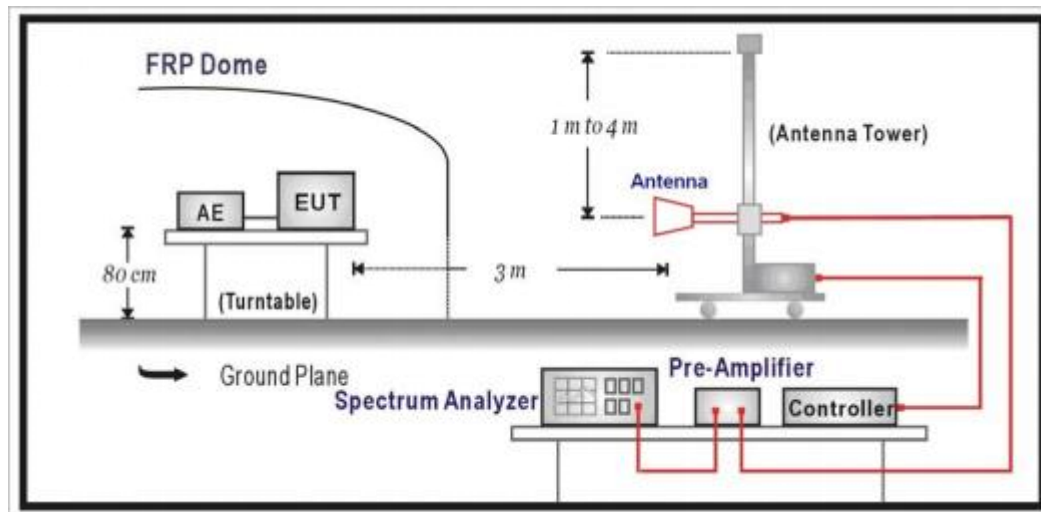 FRP Dome
1 m to 4 m
(Antenna Tower)
Antenna
AE
EUT
80 cm
3 m
(Turntable)
Ground Plane
Pre-Amplifier
Spectrum Analyzer
Controller